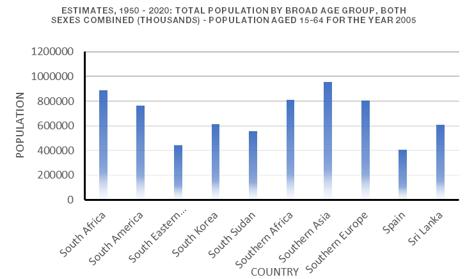 ESTIMATES, 1950 - 2020: TOTAL POPULATION BY BROAD AGE GROUP, BOTH
SEXES COMBINED (THOUSANDS) - POPULATION AGED 15-64 FOR THE YEAR 2005
1200000
1000000
800000
600000
400000
200000
0
POPULATION
South Africa
South America
South Eastern...
South Korea
South Sudan
Southern Africa
Southern Asia
Southern Europe
Spain
Sri Lanka
COUNTRY